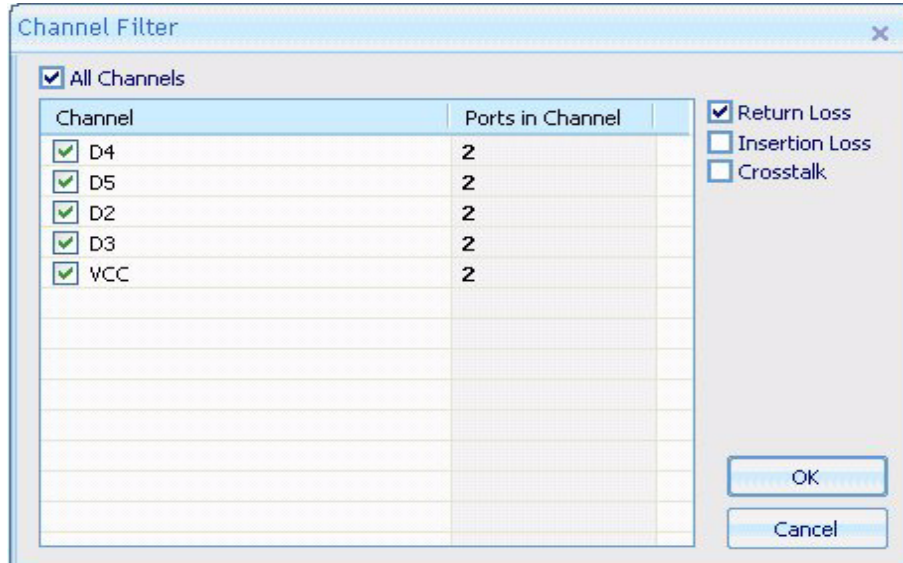 Channel Filter
All Channels
Channel Ports in Channel
D4 2
D5 2
D2 2
D3 2
VCC 2
Return Loss
Insertion Loss
Crosstalk
OK
Cancel